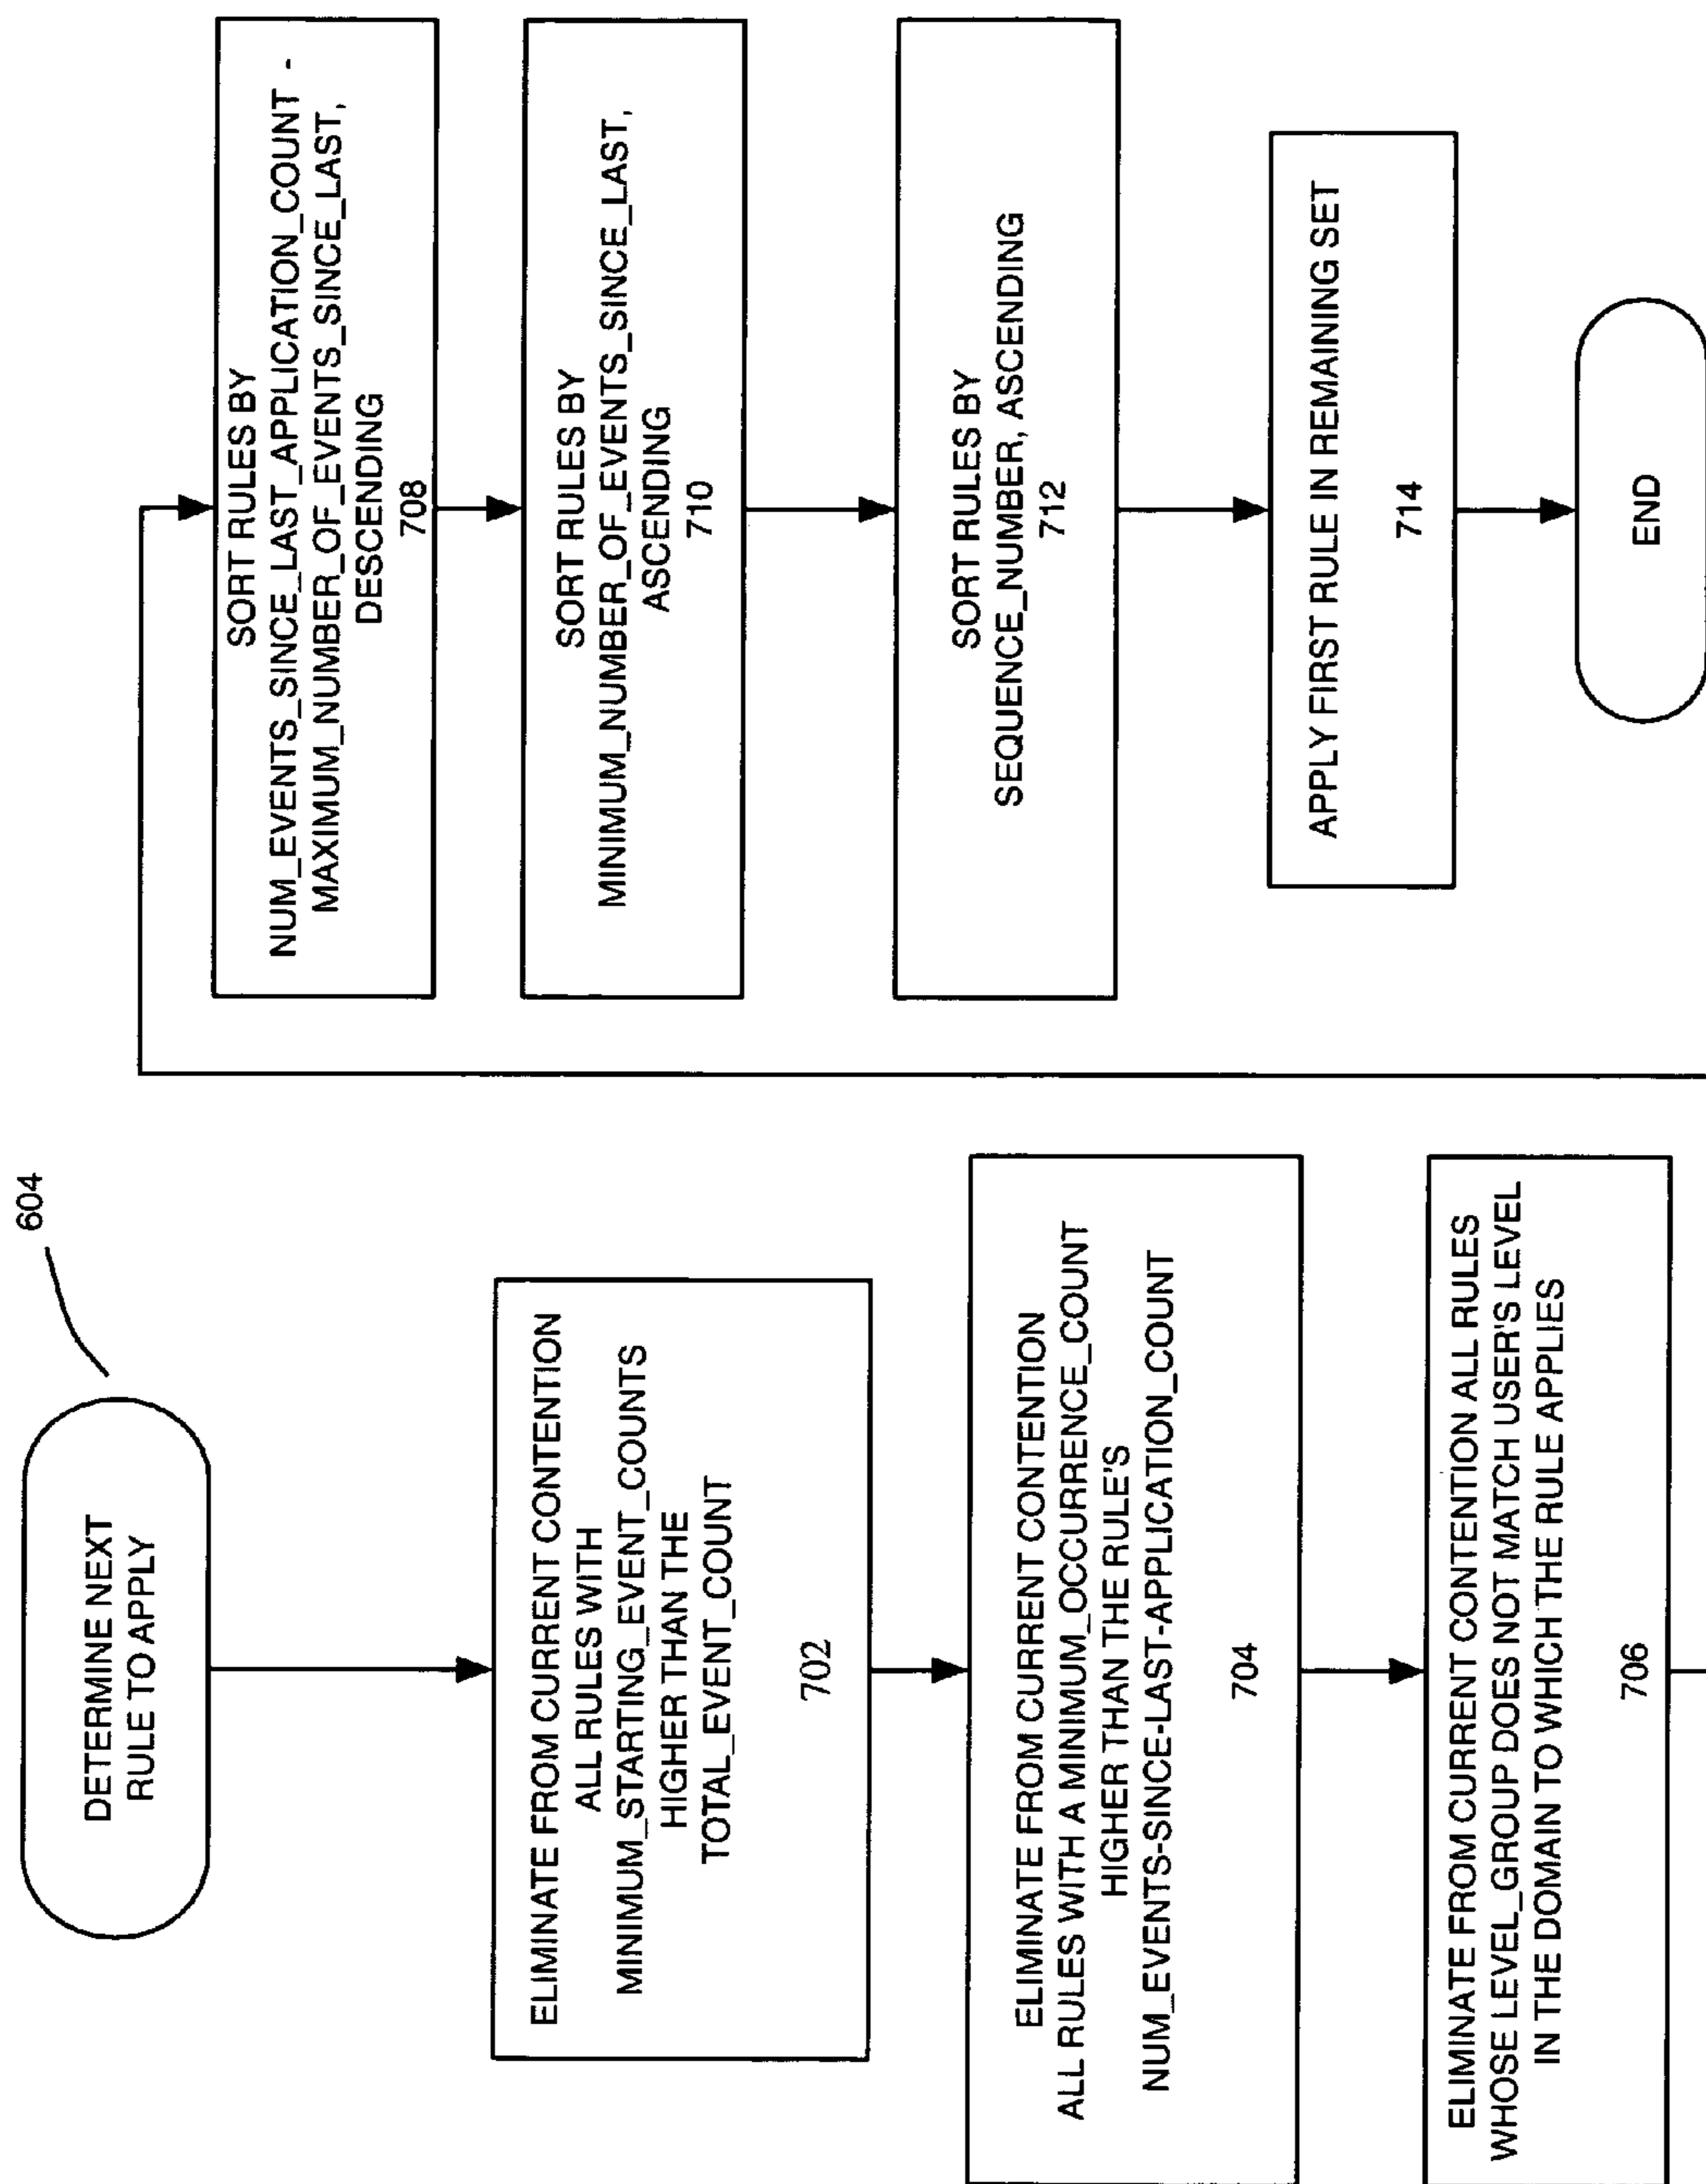 604
DETERMINE NEXT
RULE TO APPLY
ELIMINATE FROM CURRENT CONTENTION
ALL RULES WITH
MINIMUM_STARTING_EVENT_COUNTS
HIGHER THAN THE
TOTAL_EVENT_COUNT
702
ELIMINATE FROM CURRENT CONTENTION
ALL RULES WITH A MINIMUM_OCCURRENCE_COUNT
HIGHER THAN THE RULE'S
NUM_EVENTS-SINCE-LAST-APPLICATION_COUNT
704
ELIMINATE FROM CURRENT CONTENTION ALL RULES
WHOSE LEVEL_GROUP DOES NOT MATCH USER'S LEVEL
IN THE DOMAIN TO WHICH THE RULE APPLIES
706
SORT RULES BY
NUM_EVENTS_SINCE_LAST_APPLICATION_COUNT -
MAXIMUM_NUMBER_OF_EVENTS_SINCE_LAST,
DESCENDING
708
SORT RULES BY
MINIMUM_NUMBER_OF_EVENTS_SINCE_LAST,
ASCENDING
710
SORT RULES BY
SEQUENCE_NUMBER, ASCENDING
712
APPLY FIRST RULE IN REMAINING SET
714
END